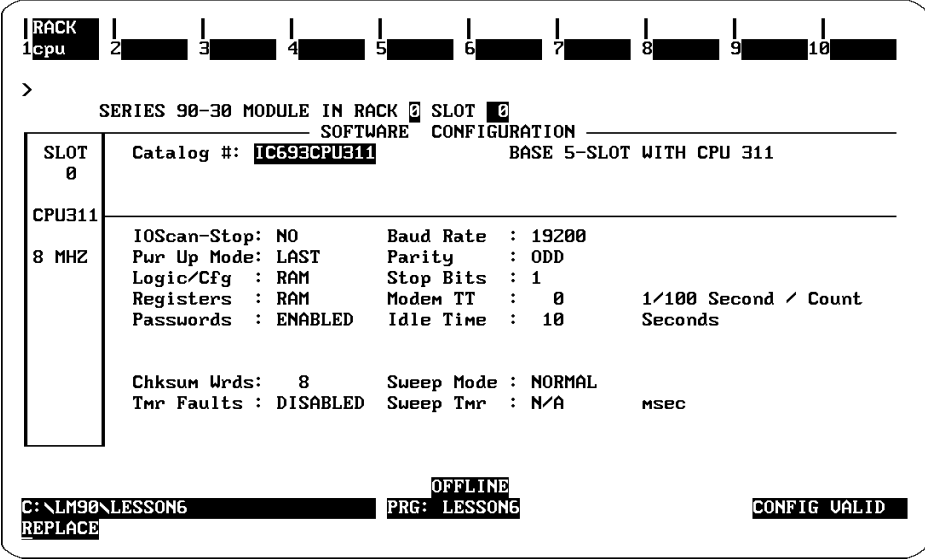 RACK
1cpu 2 3 4 5 6 7 8 9 10
>
SERIES 90-30 MODULE IN RACK 0 SLOT 0
SOFTWARE CONFIGURATION
SLOT Catalog #: IC693CPU311 BASE 5-SLOT WITH CPU 311
0
CPU311
IOScan-Stop: NO Baud Rate : 19200
8 MHZ Pwr Up Mode: LAST Parity : ODD
Logic/Cfg : RAM Stop Bits : 1
Registers : RAM Modem TT : 0 1/100 Second / Count
Passwords : ENABLED Idle Time : 10 Seconds
Chksum Wrds: 8 Sweep Mode : NORMAL
Tmr Faults : DISABLED Sweep Tmr : N/A msec
OFFLINE
C:\LM90\LESSON6 PRG: LESSON6 CONFIG VALID
REPLACE